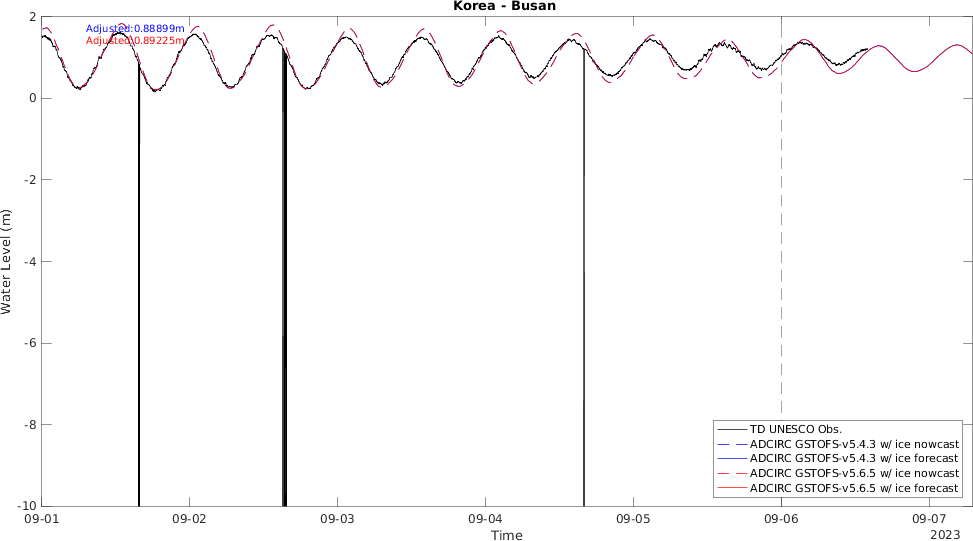 Korea - Busan
Adjusted:0.88899m
Adjusted:0.89225m
2
0
-2
-4
-6
-8
-10
Water Level (m)
09-01 09-02 09-03 09-04 09-05 09-06 09-07
Time
2023
TD UNESCO Obs.
ADCIRC GSTOFS-v5.4.3 w/ ice nowcast
ADCIRC GSTOFS-v5.4.3 w/ ice forecast
ADCIRC GSTOFS-v5.6.5 w/ ice nowcast
ADCIRC GSTOFS-v5.6.5 w/ ice forecast